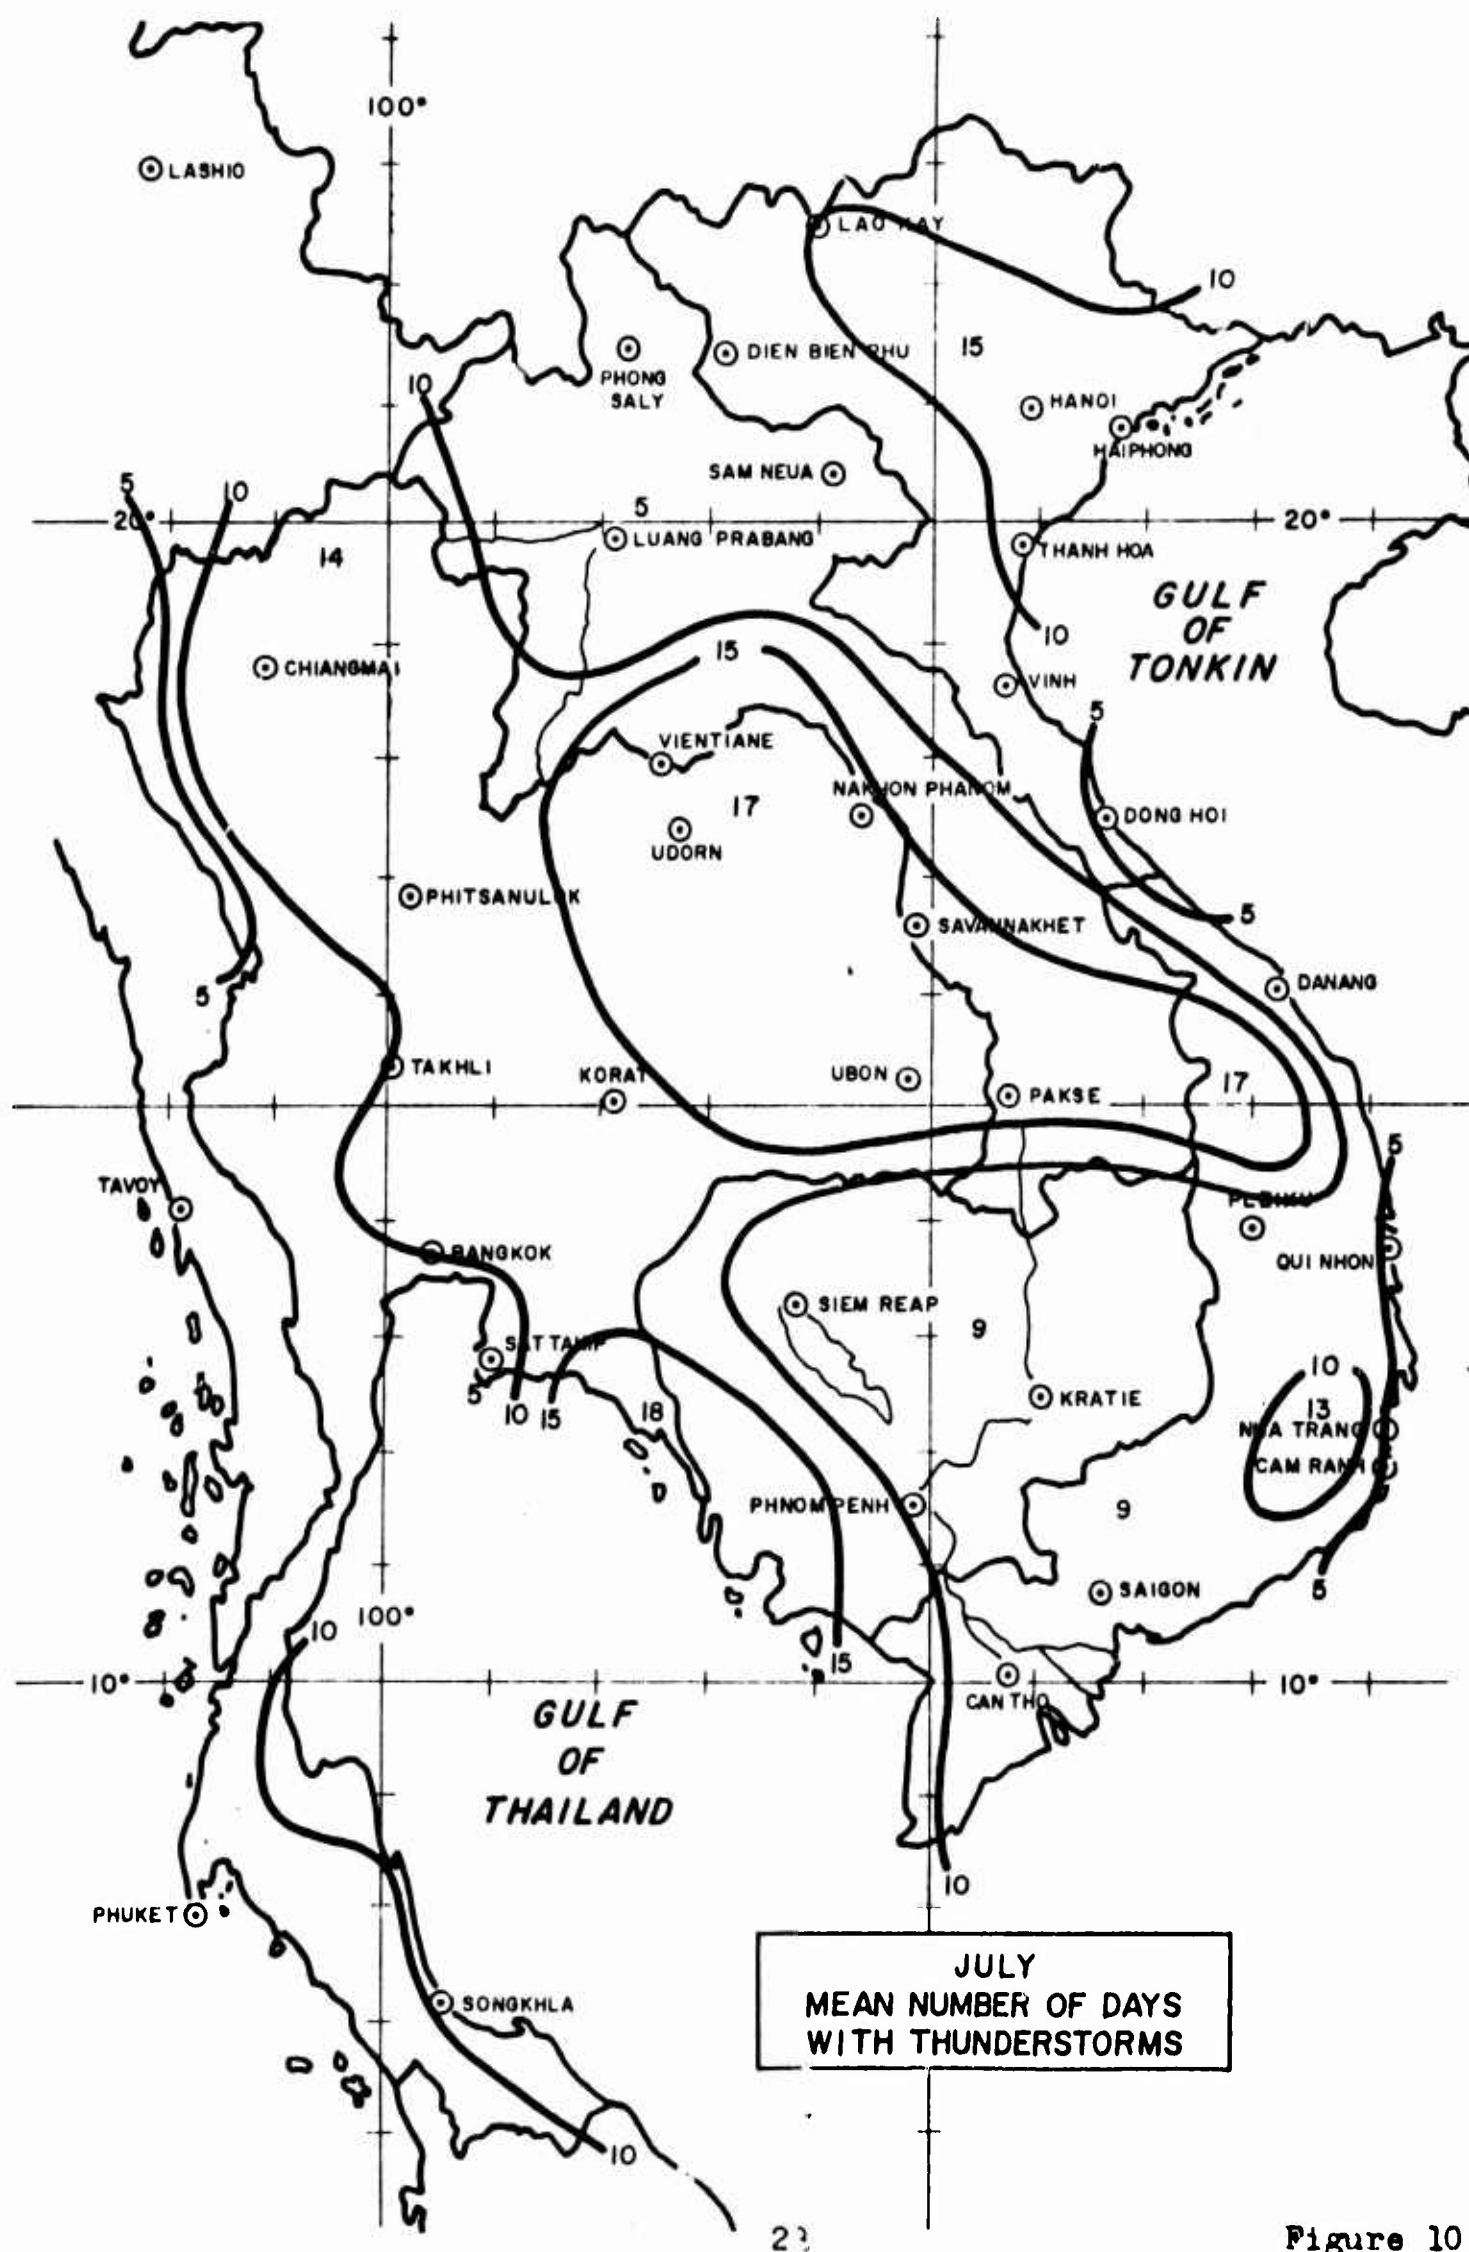 100°
LASHIO
LAO KAY
10
15
DIEN BIEN PHU
PHONG
SALY
10
HANOI
HAIPHONG
SAM NEUA
5
10
5
20°
20°
LUANG PRABANG
THANH HOA
14
GULF
OF
TONKIN
10
15
CHIANGMAI
VINH
5
VIENTIANE
NAKHON PHANOM
17
DONG HOI
UDORN
PHITSANULOK
5
SAVANNAKHET
DANANG
5
TAKHLI
KORAT
UBON
PAKSE
17
5
TAVOY
PLEIKU
BANGKOK
QUI NHON
SIEM REAP
9
SATTAHIP
10
5
10
15
18
KRATIE
13
NHA TRANG
CAM RANH
PHNOM PENH
9
SAIGON
5
100°
10
15
10°
10°
CAN THO
GULF
OF
THAILAND
10
PHUKET
JULY
MEAN NUMBER OF DAYS
WITH THUNDERSTORMS
SONGKHLA
10
Figure 10